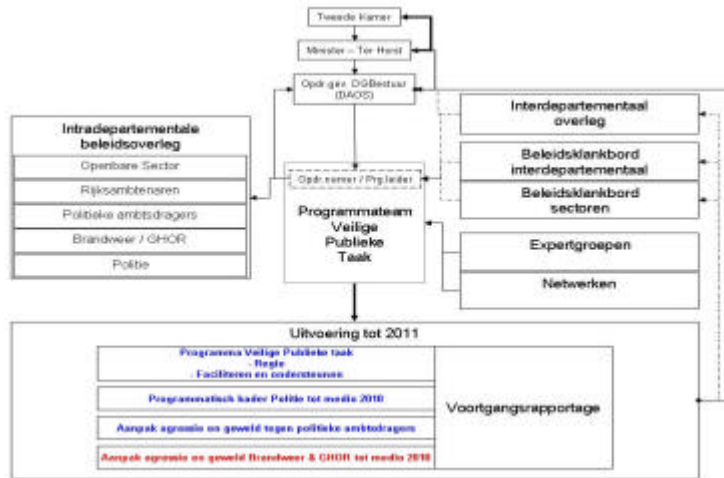 Tweede Kamer
Minister – Ter Horst
Opdr.gev. DGBestuur
(DAOS)
Intradepartementale
beleidsoverleg
Openbare Sector
Rijksambtenaren
Politieke ambtsdragers
Brandweer / GHOR
Politie
Opdr.nemer / Prg.leider
Programmateam
Veilige
Publieke
Taak
Interdepartementaal
overleg
Beleidsklankbord
interdepartementaal
Beleidsklankbord
sectoren
Expertgroepen
Netwerken
Uitvoering tot 2011
Programma Veilige Publieke taak
- Regie
- Faciliteren en ondersteunen
Programmatisch kader Politie tot medio 2010
Aanpak agressie en geweld tegen politieke ambtsdragers
Aanpak agressie en geweld Brandweer & GHOR tot medio 2010
Voortgangsrapportage